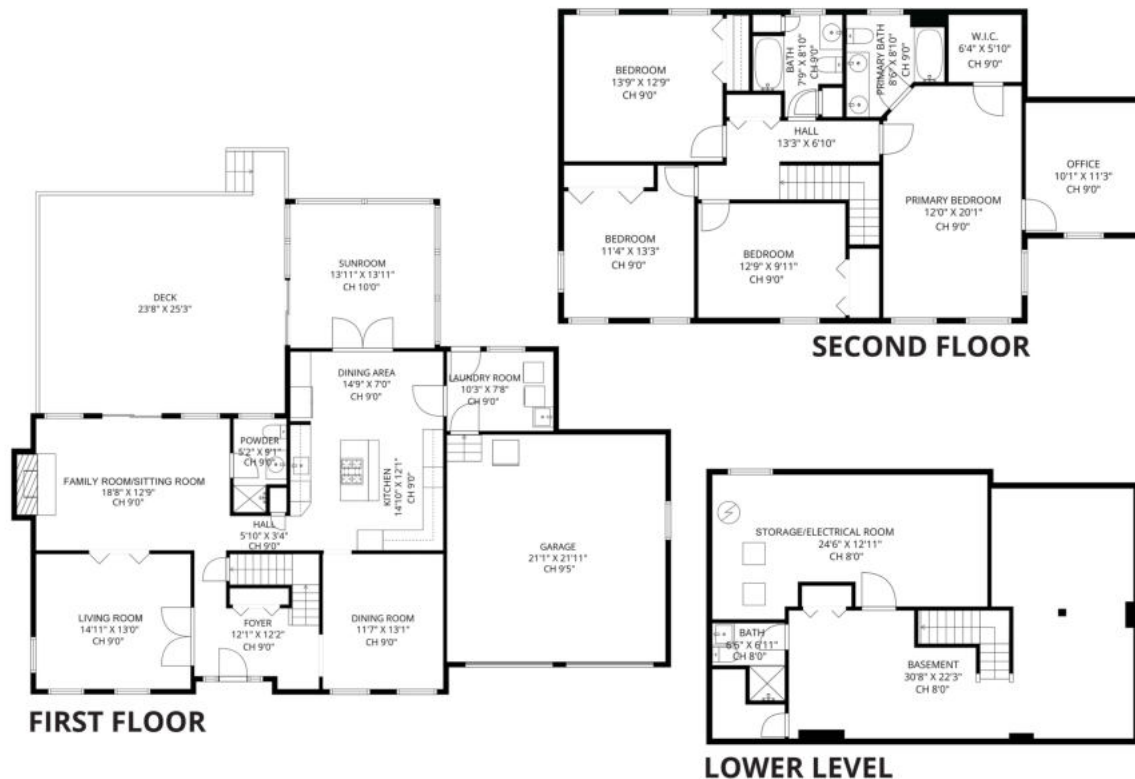 BEDROOM
13'9" X 12'9"
CH 9'0"
BATH
7'9" X 8'10"
CH 9'0"
PRIMARY BATH
8'6" X 8'10"
CH 9'0"
W.I.C.
6'4" X 5'10"
CH 9'0"
HALL
13'3" X 6'10"
OFFICE
10'1" X 11'3"
CH 9'0"
PRIMARY BEDROOM
12'0" X 20'1"
CH 9'0"
BEDROOM
11'4" X 13'3"
CH 9'0"
BEDROOM
12'9" X 9'11"
CH 9'0"
SECOND FLOOR
SUNROOM
13'11" X 13'11"
CH 10'0"
DECK
23'8" X 25'3"
DINING AREA
14'9" X 7'0"
CH 9'0"
LAUNDRY ROOM
10'3" X 7'8"
CH 9'0"
POWDER
5'2" X 9'1"
CH 9'0"
FAMILY ROOM/SITTING ROOM
18'8" X 12'9"
CH 9'0"
KITCHEN
14'10" X 12'1"
CH 9'0"
HALL
5'10" X 3'4"
CH 9'0"
GARAGE
21'1" X 21'11"
CH 9'5"
LIVING ROOM
14'11" X 13'0"
CH 9'0"
FOYER
12'1" X 12'2"
CH 9'0"
DINING ROOM
11'7" X 13'1"
CH 9'0"
FIRST FLOOR
STORAGE/ELECTRICAL ROOM
24'6" X 12'11"
CH 8'0"
BATH
6'6" X 6'11"
CH 8'0"
BASEMENT
30'8" X 22'3"
CH 8'0"
LOWER LEVEL